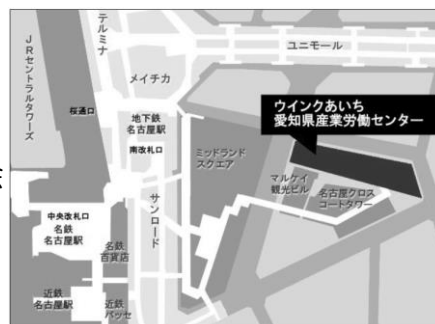 JRセントラルタワーズ
テルミナ
ユニモール
メイチカ
桜通口
地下鉄
名古屋駅
南改札口
ミッドランド
スクエア
ウインクあいち
愛知県産業労働センター
マルケイ
観光ビル
名古屋クロス
コートタワー
サンロード
中央改札口
名鉄
名古屋駅
名鉄
百貨店
近鉄
名古屋駅
近鉄
パッセ